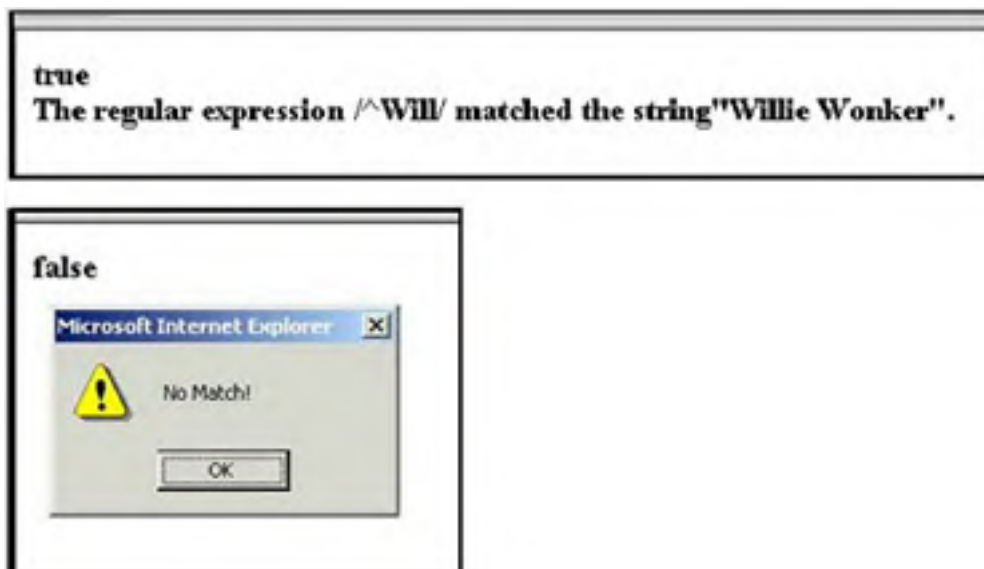 true
The regular expression /^Will/ matched the string"Willie Wonker".
false
Microsoft Internet Explorer
No Match!
OK